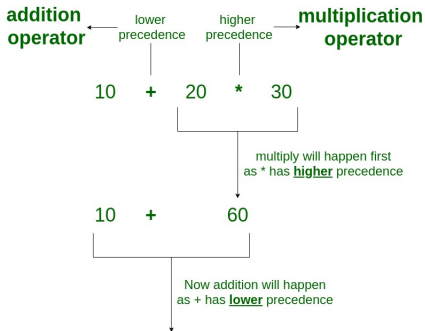 addition
operator
lower
precedence
higher
precedence
multiplication
operator
10 + 20 * 30
multiply will happen first
as * has higher precedence
10 + 60
Now addition will happen
as + has lower precedence